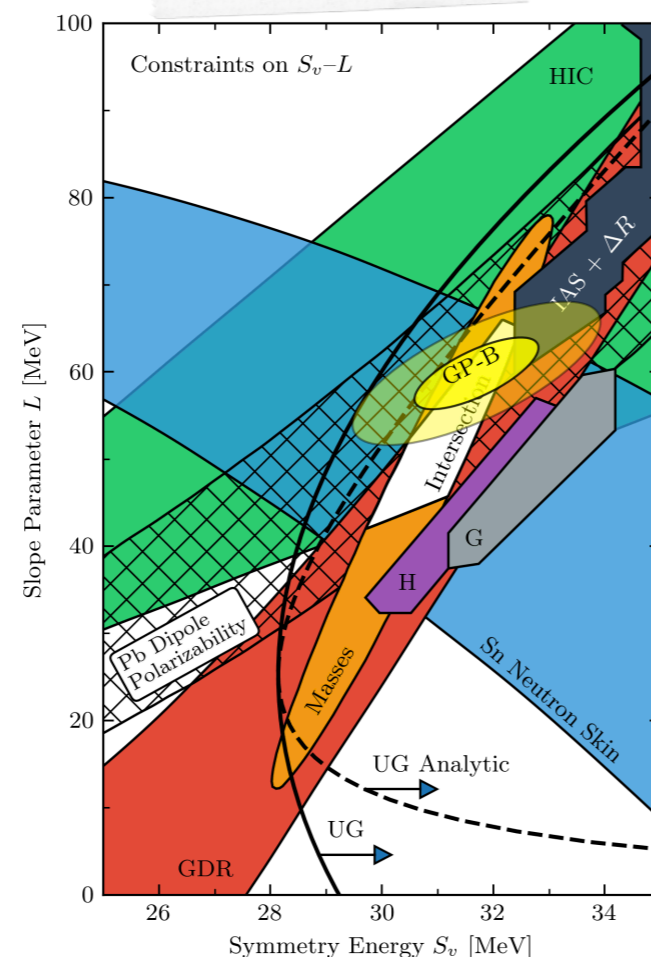 100
80
60
40
20
0
Slope Parameter L [MeV]
Constraints on S_v–L
HIC
IAS + ΔR
GP-B
Intersection
G
H
Pb Dipole
Polarizability
Masses
Sn Neutron Skin
UG Analytic
UG
GDR
26 28 30 32 34
Symmetry Energy S_v [MeV]